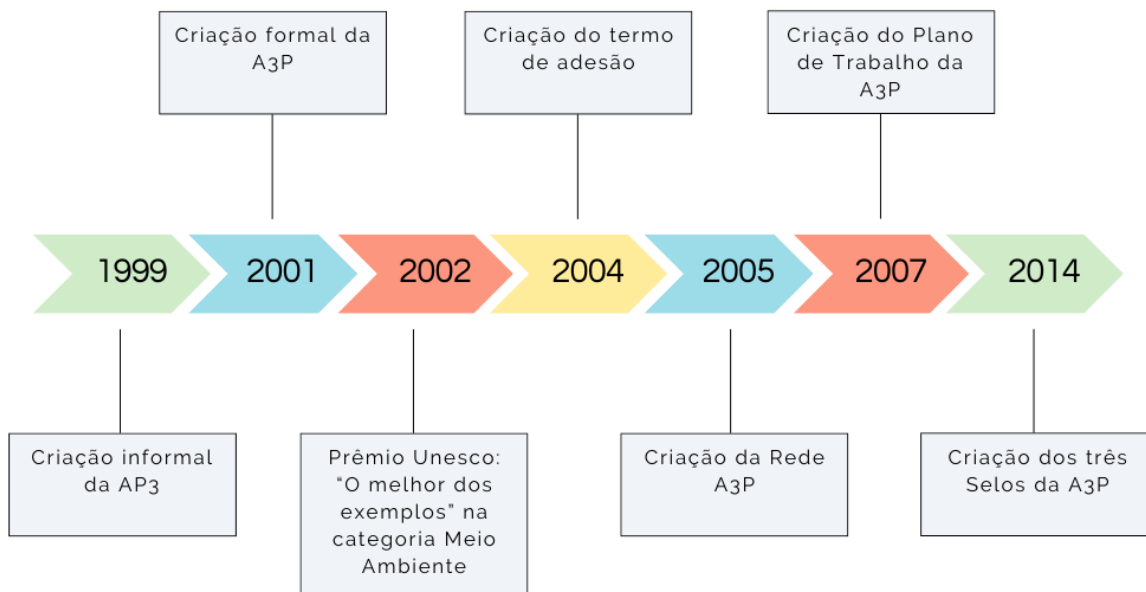 Criação formal da
A3P
Criação do termo
de adesão
Criação do Plano
de Trabalho da
A3P
1999
2001
2002
2004
2005
2007
2014
Criação informal
da AP3
Prêmio Unesco:
“O melhor dos
exemplos” na
categoria Meio
Ambiente
Criação da Rede
A3P
Criação dos três
Selos da A3P